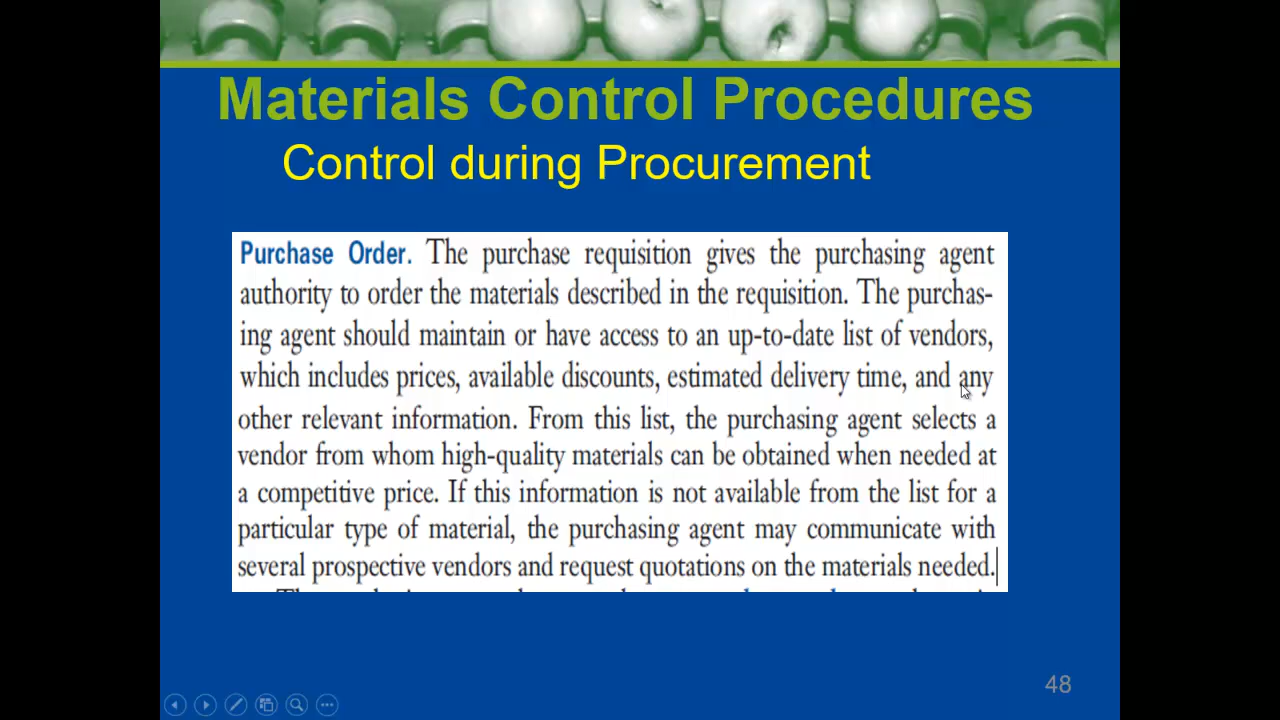 Materials Control Procedures
Control during Procurement
Purchase Order. The purchase requisition gives the purchasing agent
authority to order the materials described in the requisition. The purchas-
ing agent should maintain or have access to an up-to-date list of vendors,
which includes prices, available discounts, estimated delivery time, and any
other relevant information. From this list, the purchasing agent selects a
vendor from whom high-quality materials can be obtained when needed at
a competitive price. If this information is not available from the list for a
particular type of material, the purchasing agent may communicate with
several prospective vendors and request quotations on the materials needed.
48